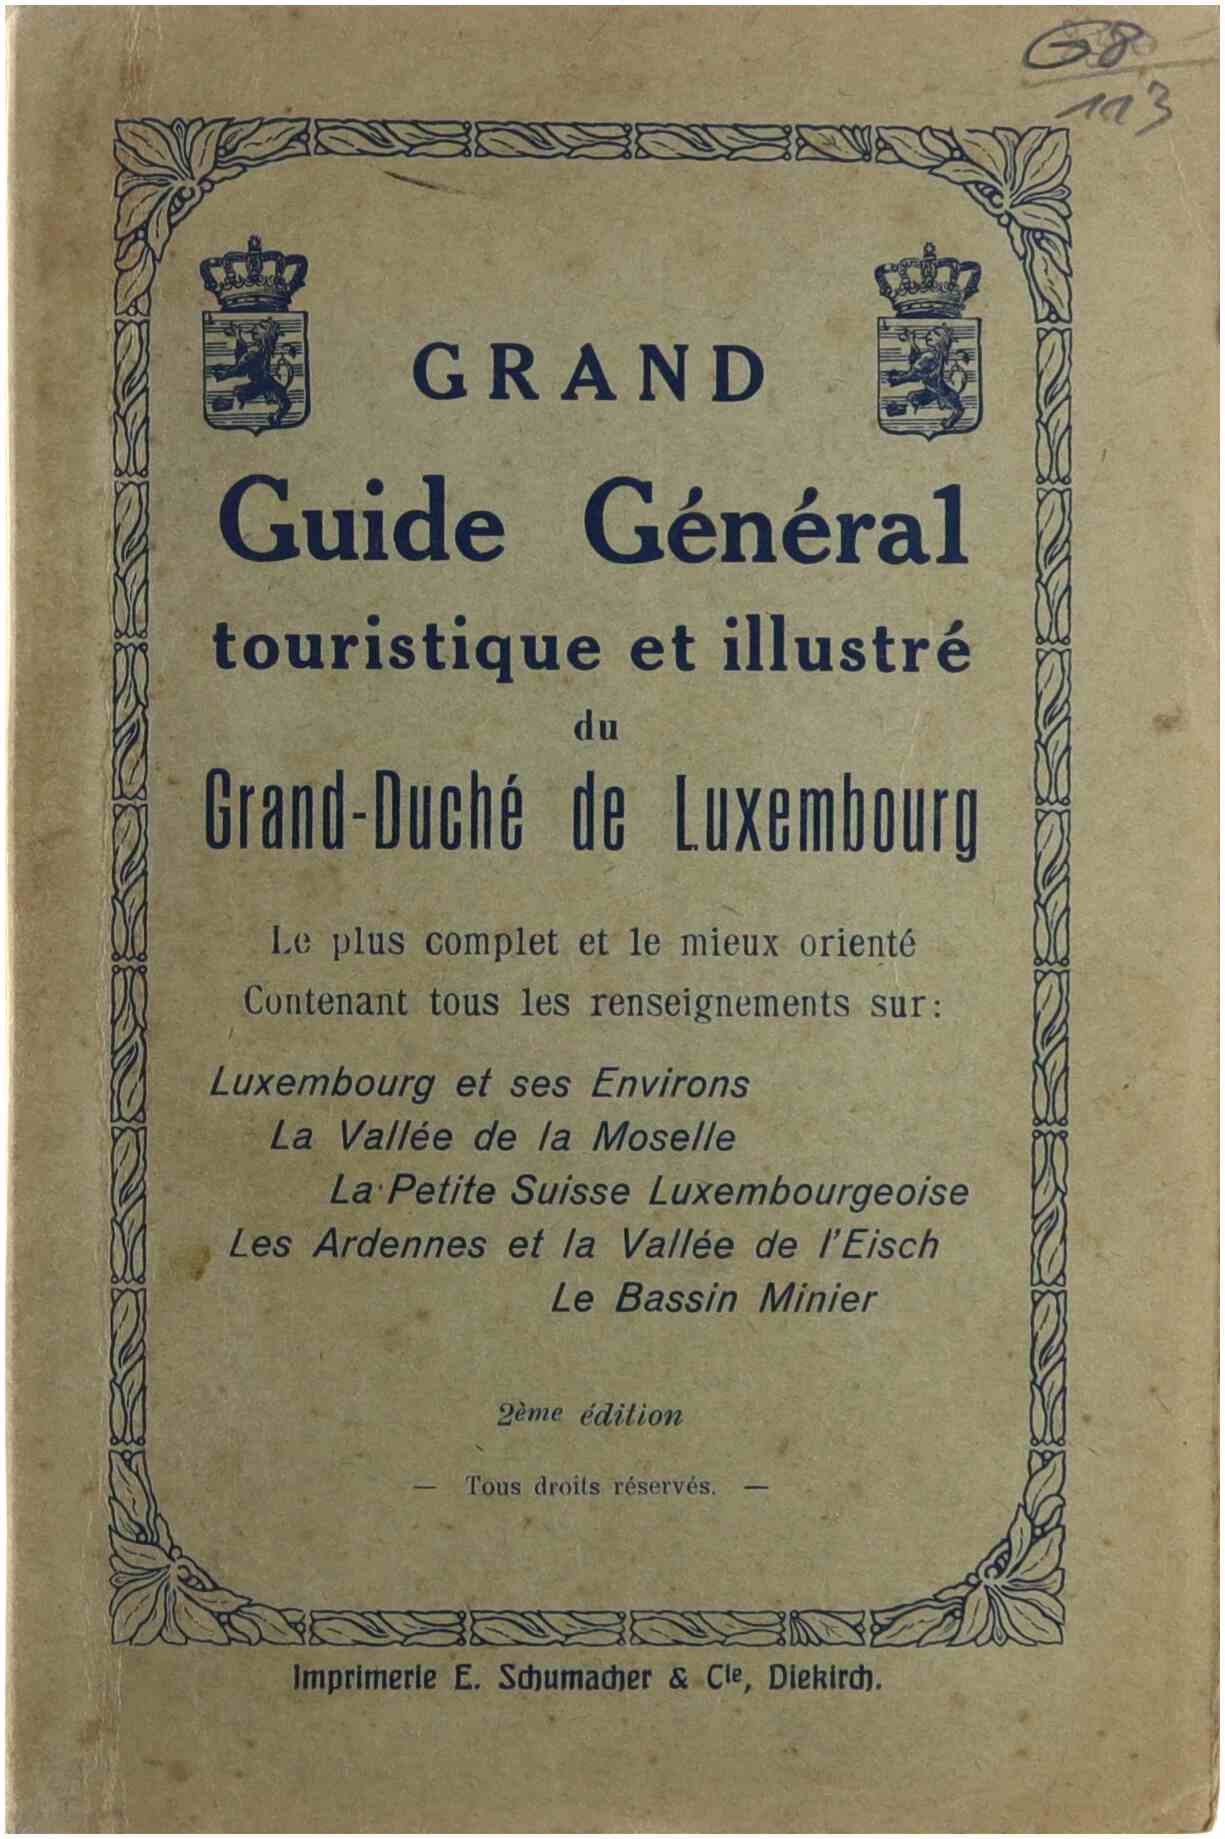 G8
113
GRAND
Guide Général
touristique et illustré
du
Grand-Duché de Luxembourg
Le plus complet et le mieux orienté
Contenant tous les renseignements sur:
Luxembourg et ses Environs
La Vallée de la Moselle
La Petite Suisse Luxembourgeoise
Les Ardennes et la Vallée de l'Eisch
Le Bassin Minier
2ème édition
— Tous droits réservés. —
Imprimerie E. Schumacher & Cie, Diekirch.